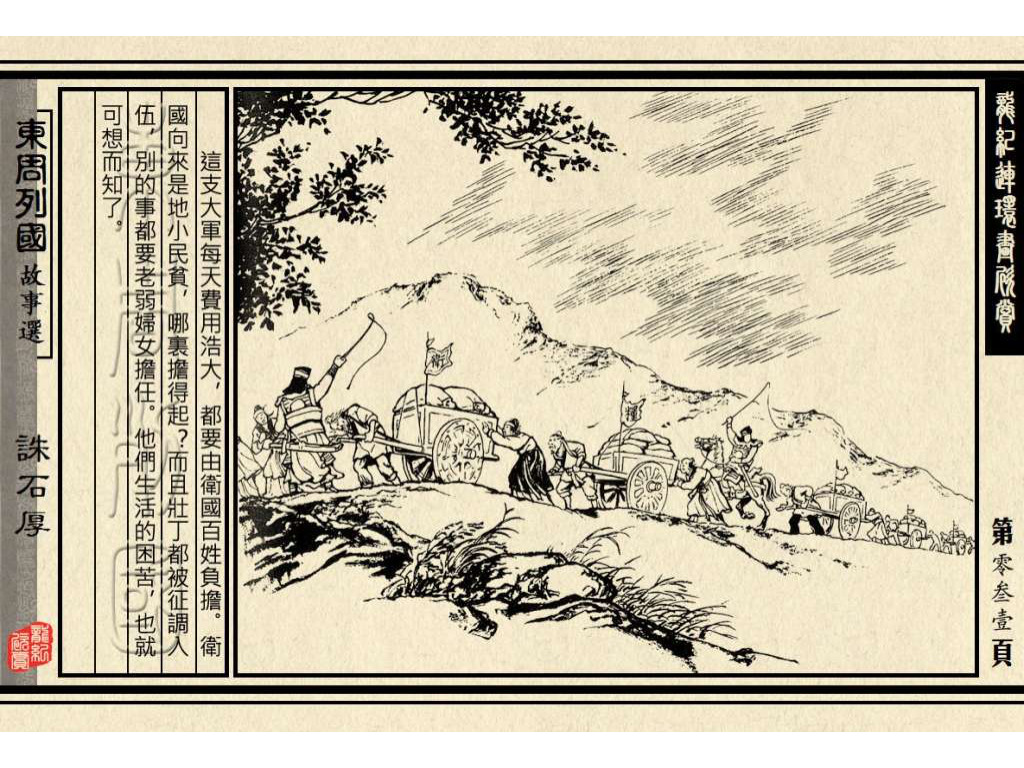 龍紀連環畫欣賞
第零叁壹頁
這支大軍每天費用浩大，都要由衛國百姓負擔。衛
國向來是地小民貧，哪裏擔得起？而且壯丁都被征調入
伍，別的事都要老弱婦女擔任。他們生活的困苦，也就
可想而知了。
衛
衛
東周列國故事選
誅石厚